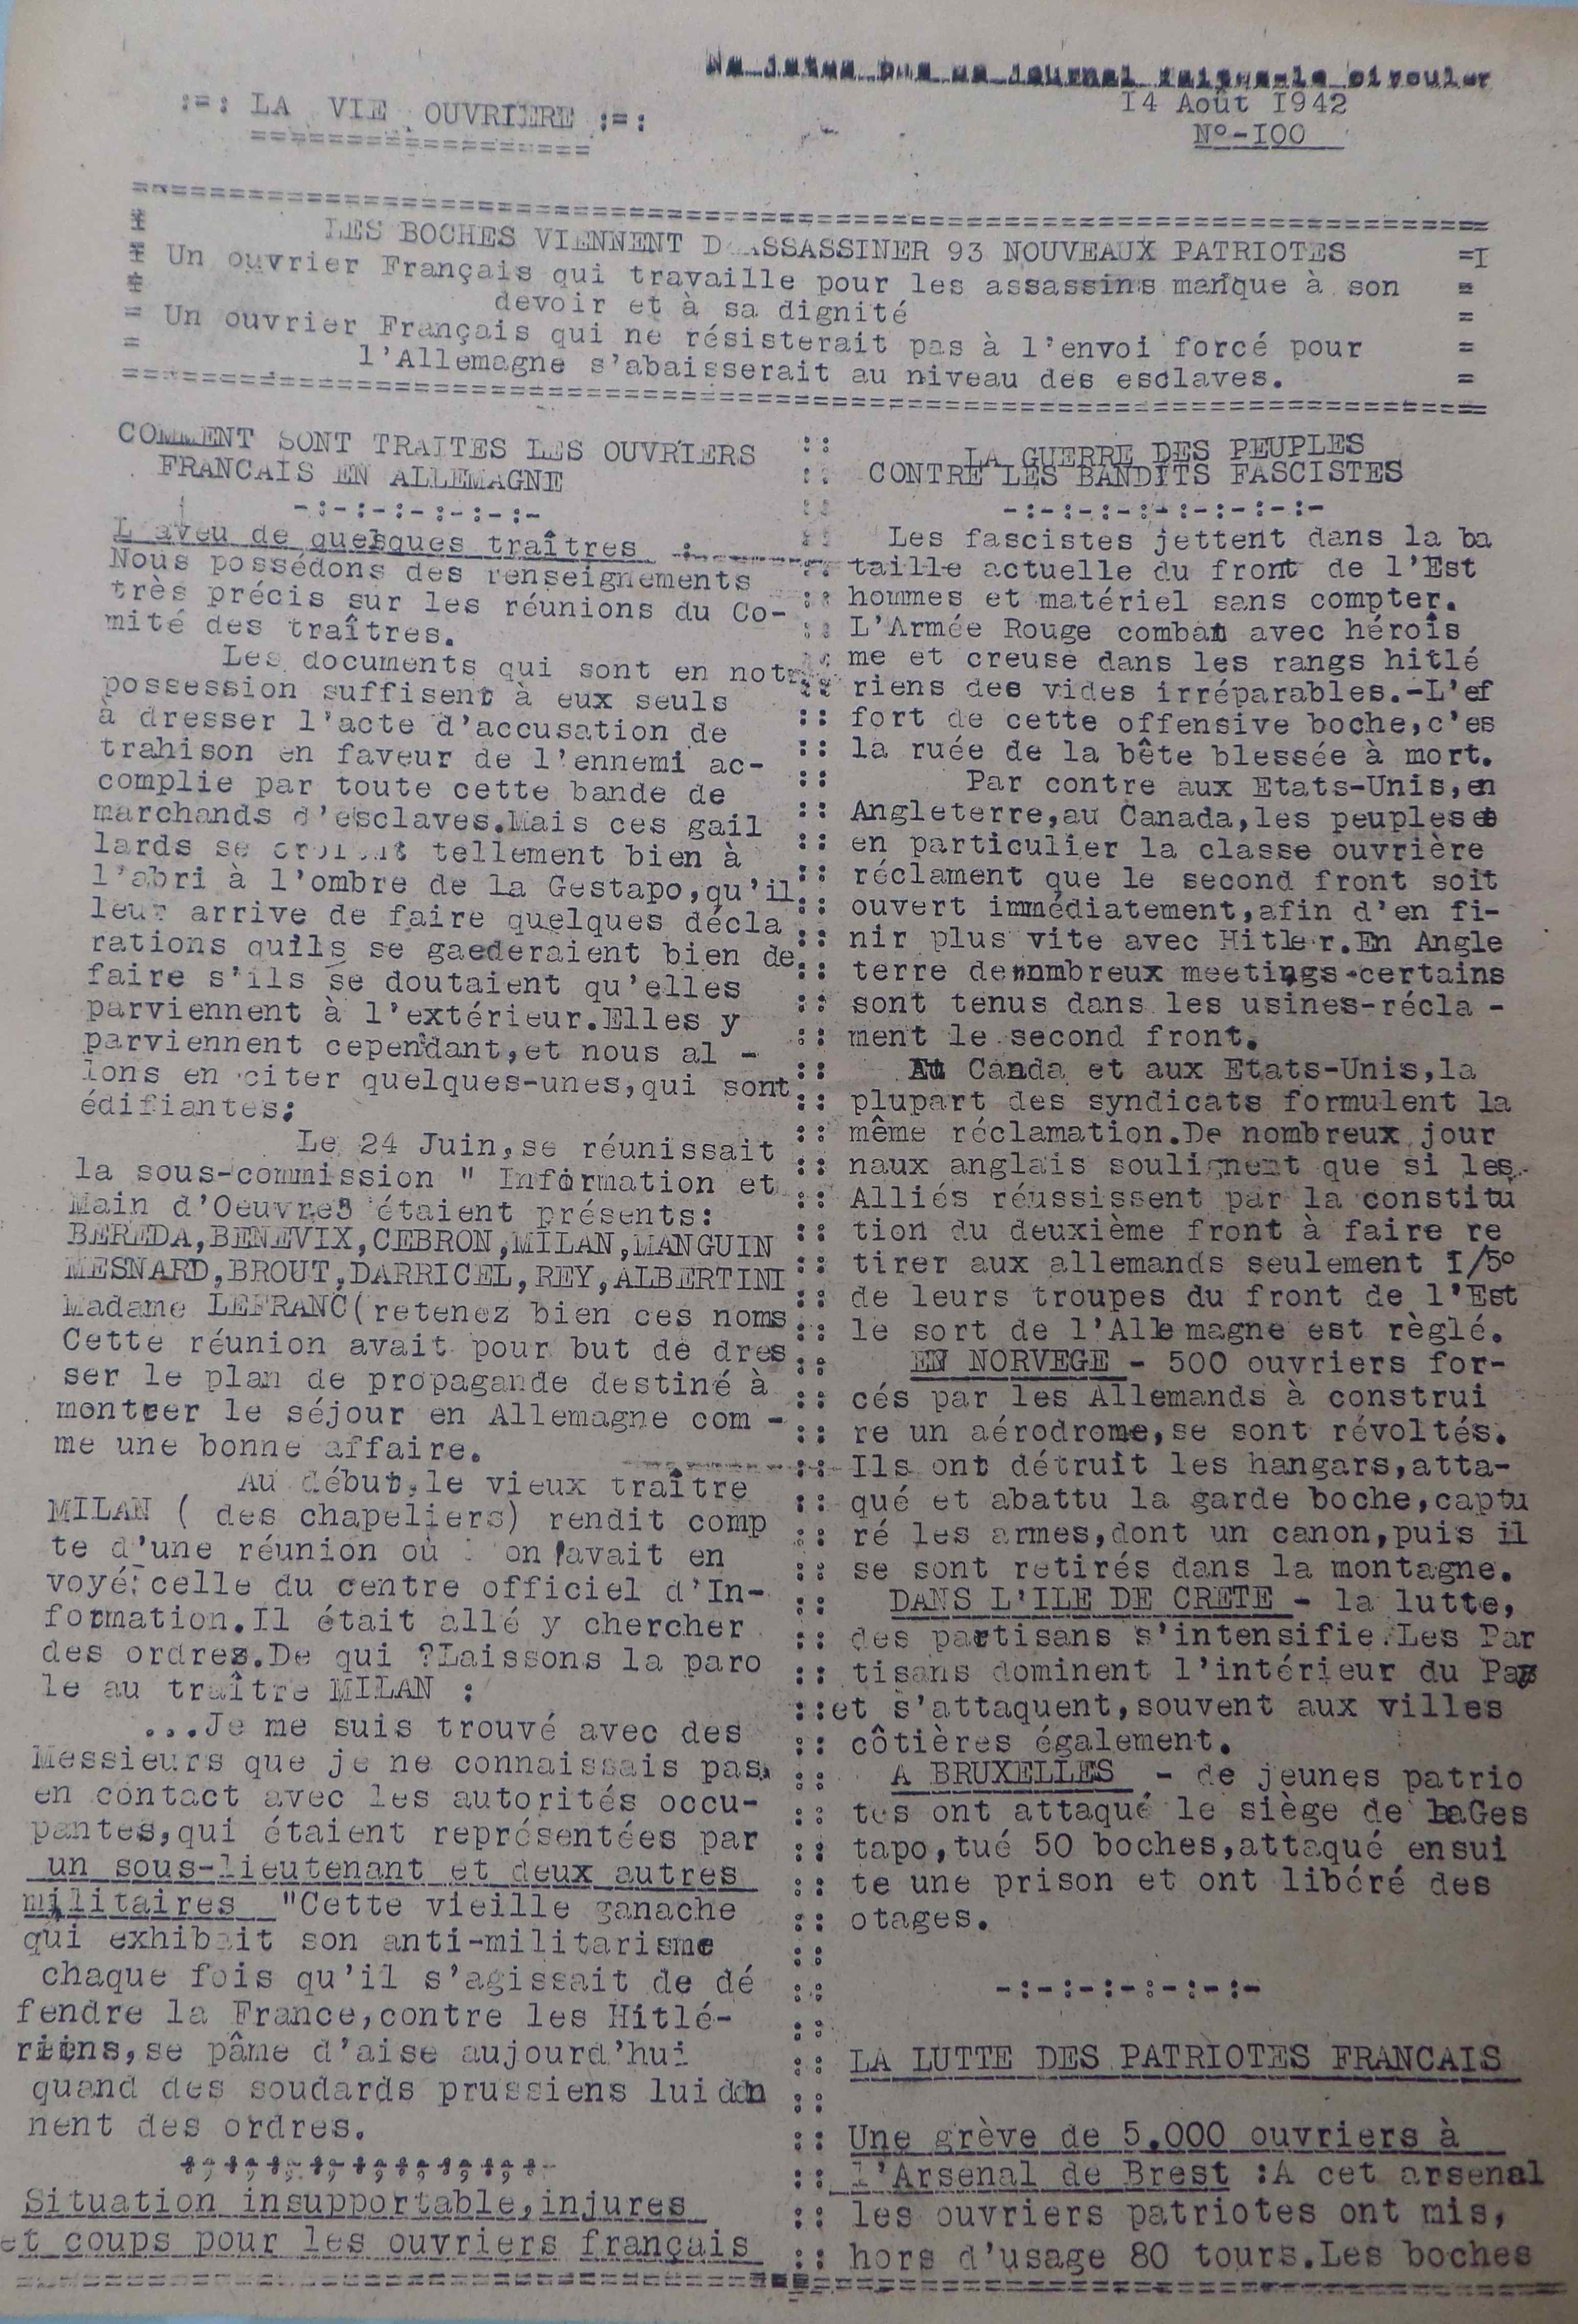 Ne jetez pas ce journal faites-le circuler
:=: LA VIE OUVRIERE :=:
14 Août I942
N°-I00
LES BOCHES VIENNENT D'ASSASSINER 93 NOUVEAUX PATRIOTES
Un ouvrier Français qui travaille pour les assassins manque à son
devoir et à sa dignité
Un ouvrier Français qui ne résisterait pas à l'envoi forcé pour
l'Allemagne s'abaisserait au niveau des esclaves.
COMMENT SONT TRAITES LES OUVRIERS
FRANCAIS EN ALLEMAGNE
-:-:-:-:-:-:-
L'aveu de quelques traîtres :
Nous possédons des renseignements
très précis sur les réunions du Co-
mité des traîtres.
Les documents qui sont en notre
possession suffisent à eux seuls
à dresser l'acte d'accusation de
trahison en faveur de l'ennemi ac-
complie par toute cette bande de
marchands d'esclaves.Mais ces gail
lards se croient tellement bien à
l'abri à l'ombre de la Gestapo,qu'il
leur arrive de faire quelques décla
rations quils se gaederaient bien de
faire s'ils se doutaient qu'elles
parviennent à l'extérieur.Elles y
parviennent cependant,et nous al -
lons en citer quelques-unes,qui sont
édifiantes:
Le 24 Juin,se réunissait
la sous-commission " Information et
Main d'Oeuvres étaient présents:
BEREDA,BENEVIX,CEBRON,MILAN,MANGUIN
MESNARD,BROUT,DARRICEL,REY,ALBERTINI
Madame LEFRANC(retenez bien ces noms
Cette réunion avait pour but de dres
ser le plan de propagande destiné à
montrer le séjour en Allemagne com -
me une bonne affaire.
Au début,le vieux traître
MILAN ( des chapeliers) rendit comp
te d'une réunion où on l'avait en
voyé: celle du centre officiel d'In-
formation.Il était allé y chercher
des ordres.De qui ?Laissons la paro
le au traître MILAN :
...Je me suis trouvé avec des
Messieurs que je ne connaissais pas
en contact avec les autorités occu-
pantes,qui étaient représentées par
un sous-lieutenant et deux autres
militaires "Cette vieille ganache
qui exhibait son anti-militarisme
chaque fois qu'il s'agissait de dé
fendre la France,contre les Hitlé-
riens,se pâme d'aise aujourd'hui
quand des soudards prussiens lui don
nent des ordres.
Situation insupportable,injures
et coups pour les ouvriers français
LA GUERRE DES PEUPLES
CONTRE LES BANDITS FASCISTES
-:-:-:-:-:-:-:-:-
Les fascistes jettent dans la ba
taille actuelle du front de l'Est
hommes et matériel sans compter.
L'Armée Rouge combat avec héroîs
me et creuse dans les rangs hitlé
riens des vides irréparables.-L'ef
fort de cette offensive boche,c'es
la ruée de la bête blessée à mort.
Par contre aux Etats-Unis,en
Angleterre,au Canada,les peuples et
en particulier la classe ouvrière
réclament que le second front soit
ouvert immédiatement,afin d'en fi-
nir plus vite avec Hitler.En Angle
terre de nombreux meetings-certains
sont tenus dans les usines-récla -
ment le second front.
Au Canda et aux Etats-Unis,la
plupart des syndicats formulent la
même réclamation.De nombreux jour
naux anglais soulignent que si les
Alliés réussissent par la constitu
tion du deuxième front à faire re
tirer aux allemands seulement I/5°
de leurs troupes du front de l'Est
le sort de l'Allemagne est règlé.
EN NORVEGE - 500 ouvriers for-
cés par les Allemands à construi
re un aérodrome,se sont révoltés.
Ils ont détruit les hangars,atta-
qué et abattu la garde boche,captu
ré les armes,dont un canon,puis il
se sont retirés dans la montagne.
DANS L'ILE DE CRETE - la lutte,
des partisans s'intensifie.Les Par
tisans dominent l'intérieur du Pays
et s'attaquent,souvent aux villes
côtières également.
A BRUXELLES - de jeunes patrio
tes ont attaqué le siège de la Ges
tapo,tué 50 boches,attaqué ensui
te une prison et ont libéré des
otages.
-:-:-:-:-:-:-
LA LUTTE DES PATRIOTES FRANCAIS
Une grève de 5.000 ouvriers à
l'Arsenal de Brest :A cet arsenal
les ouvriers patriotes ont mis,
hors d'usage 80 tours.Les boches